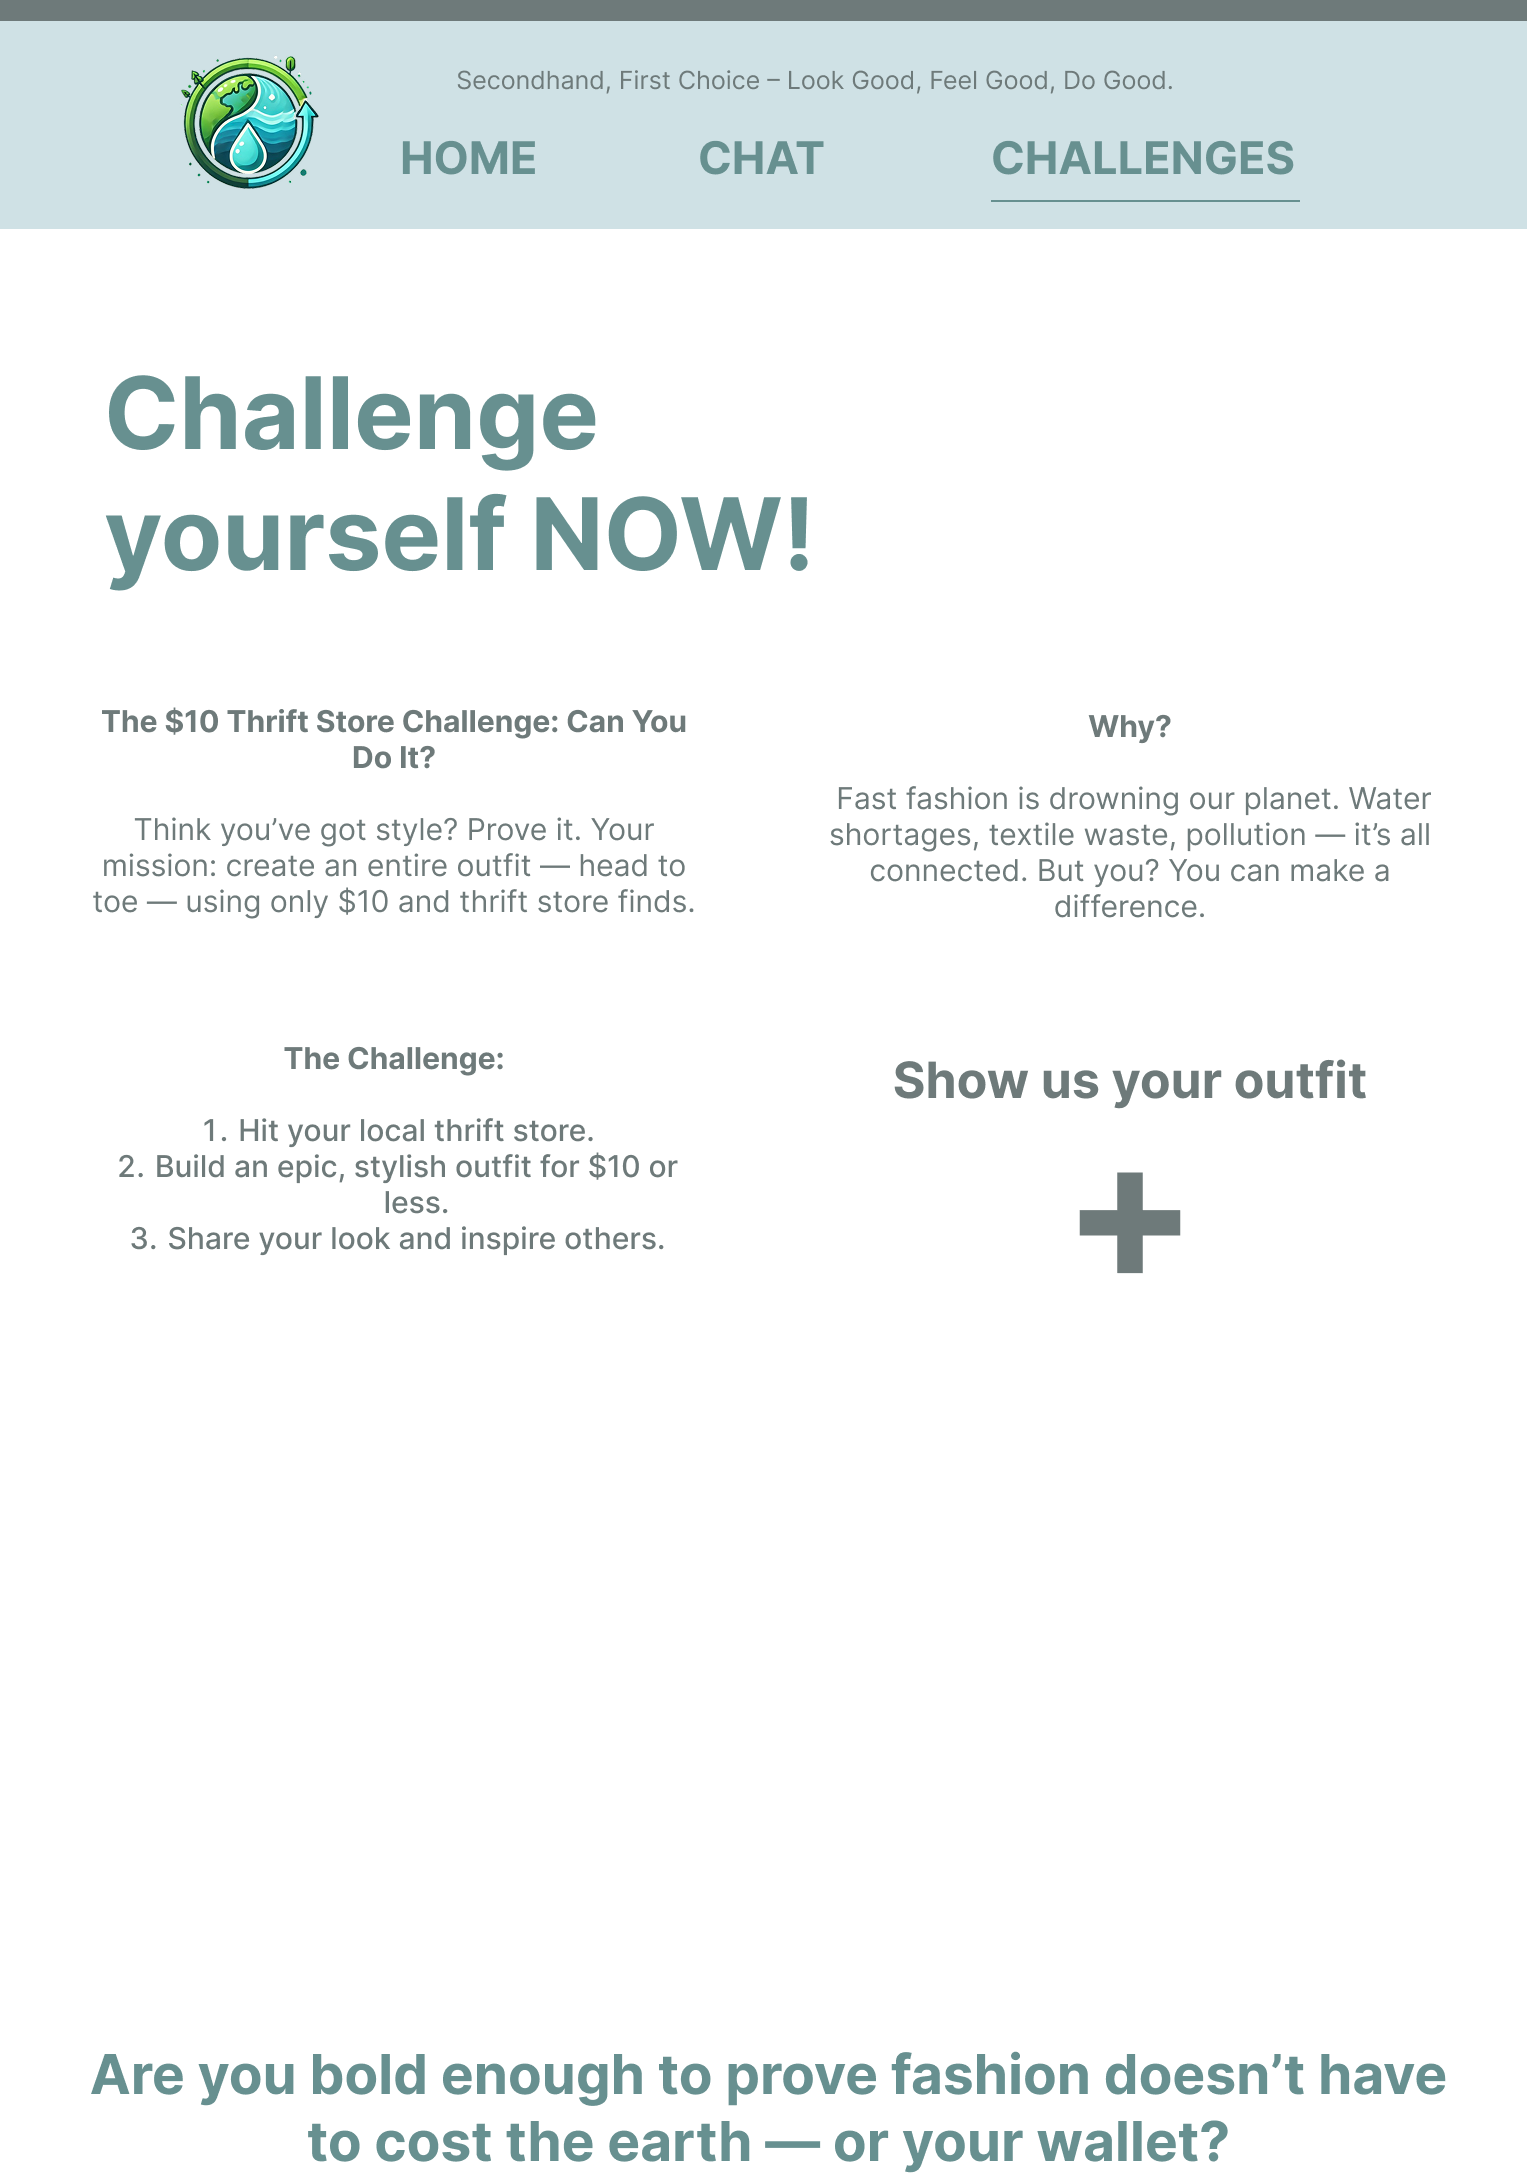 Secondhand, First Choice – Look Good, Feel Good, Do Good.
HOME CHAT CHALLENGES
Challenge
yourself NOW!
The $10 Thrift Store Challenge: Can You
Do It?
Think you’ve got style? Prove it. Your
mission: create an entire outfit — head to
toe — using only $10 and thrift store finds.
Why?
Fast fashion is drowning our planet. Water
shortages, textile waste, pollution — it’s all
connected. But you? You can make a
difference.
The Challenge:
1. Hit your local thrift store.
2. Build an epic, stylish outfit for $10 or
less.
3. Share your look and inspire others.
Show us your outfit
+
Are you bold enough to prove fashion doesn’t have
to cost the earth — or your wallet?